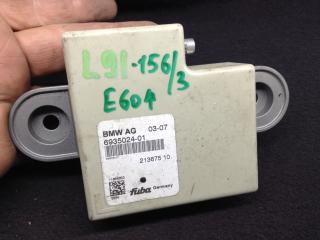 L91-156/3
E604
BMW AG 03-07
6935024-01
213675 10
fuba Germany